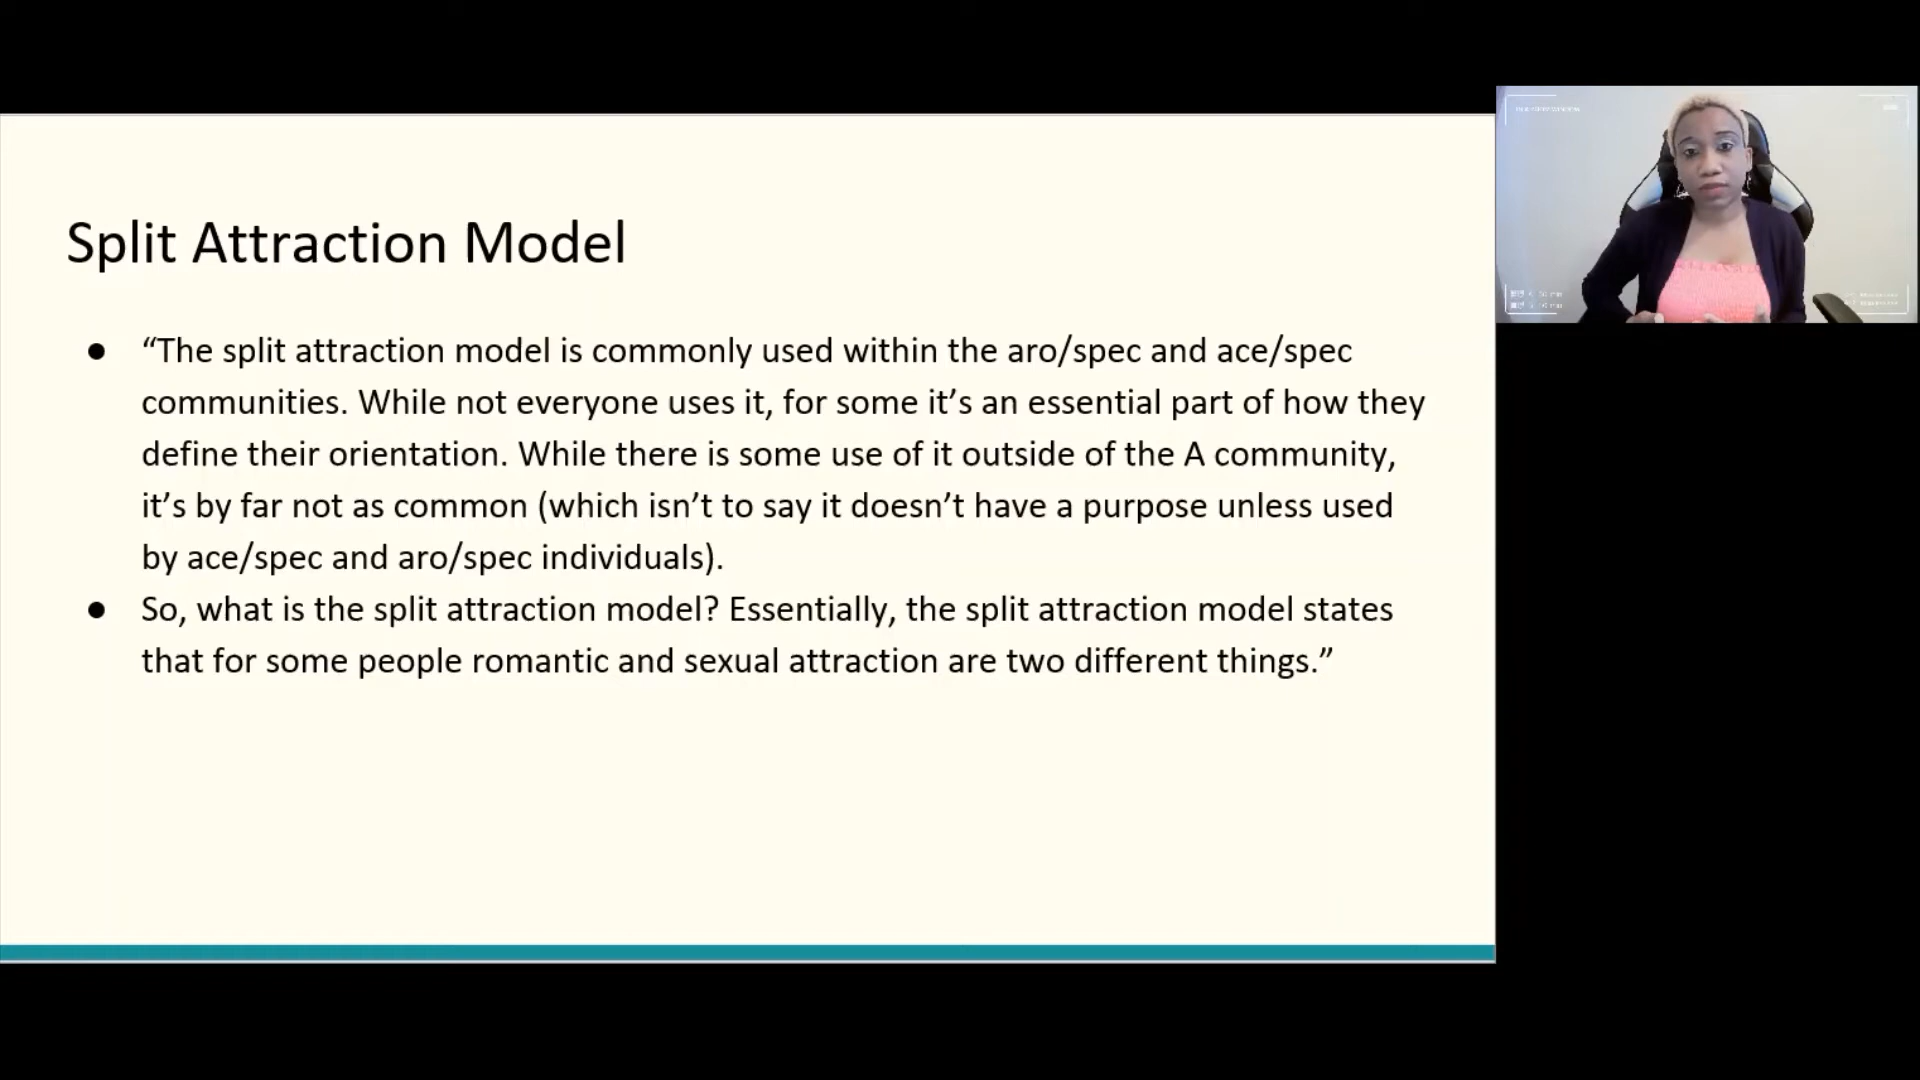 Split Attraction Model
● “The split attraction model is commonly used within the aro/spec and ace/spec
communities. While not everyone uses it, for some it’s an essential part of how they
define their orientation. While there is some use of it outside of the A community,
it’s by far not as common (which isn’t to say it doesn’t have a purpose unless used
by ace/spec and aro/spec individuals).
● So, what is the split attraction model? Essentially, the split attraction model states
that for some people romantic and sexual attraction are two different things.”